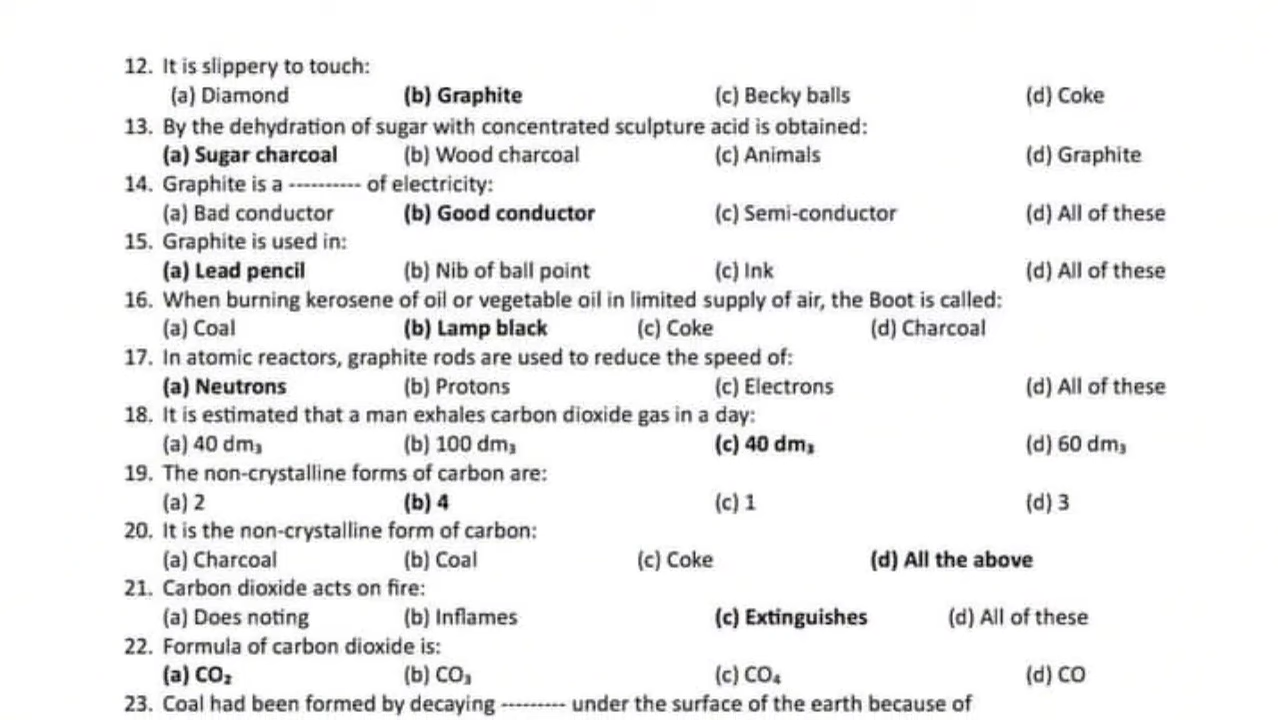 12. It is slippery to touch:
(a) Diamond (b) Graphite (c) Becky balls (d) Coke
13. By the dehydration of sugar with concentrated sculpture acid is obtained:
(a) Sugar charcoal (b) Wood charcoal (c) Animals (d) Graphite
14. Graphite is a ---------- of electricity:
(a) Bad conductor (b) Good conductor (c) Semi-conductor (d) All of these
15. Graphite is used in:
(a) Lead pencil (b) Nib of ball point (c) Ink (d) All of these
16. When burning kerosene of oil or vegetable oil in limited supply of air, the Boot is called:
(a) Coal (b) Lamp black (c) Coke (d) Charcoal
17. In atomic reactors, graphite rods are used to reduce the speed of:
(a) Neutrons (b) Protons (c) Electrons (d) All of these
18. It is estimated that a man exhales carbon dioxide gas in a day:
(a) 40 dm₃ (b) 100 dm₃ (c) 40 dm₃ (d) 60 dm₃
19. The non-crystalline forms of carbon are:
(a) 2 (b) 4 (c) 1 (d) 3
20. It is the non-crystalline form of carbon:
(a) Charcoal (b) Coal (c) Coke (d) All the above
21. Carbon dioxide acts on fire:
(a) Does noting (b) Inflames (c) Extinguishes (d) All of these
22. Formula of carbon dioxide is:
(a) CO₂ (b) CO₃ (c) CO₄ (d) CO
23. Coal had been formed by decaying --------- under the surface of the earth because of